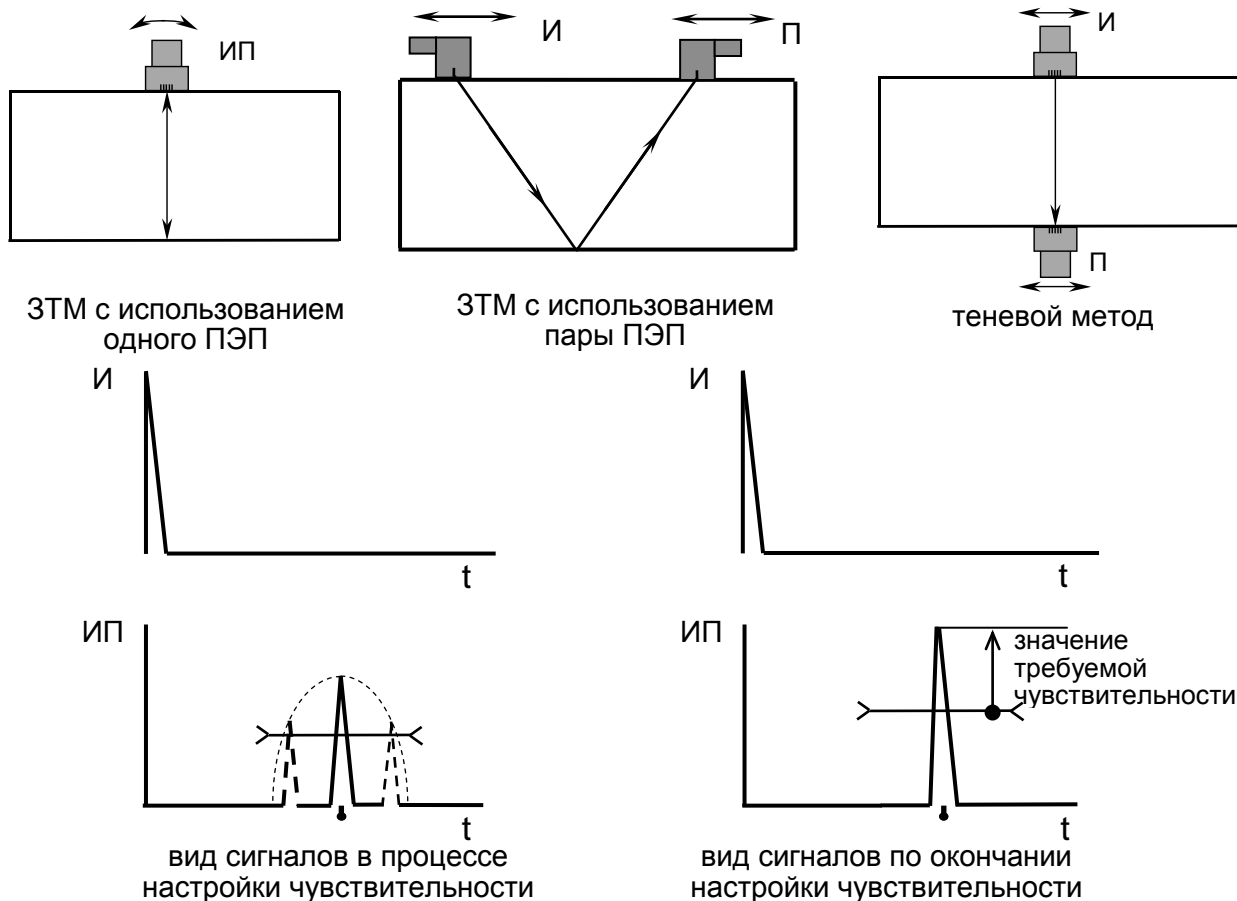 ИП
И
П
И
П
ЗТМ с использованием
одного ПЭП
ЗТМ с использованием
пары ПЭП
теневой метод
И
t
И
t
ИП
t
ИП
значение
требуемой
чувствительности
t
вид сигналов в процессе
настройки чувствительности
вид сигналов по окончании
настройки чувствительности